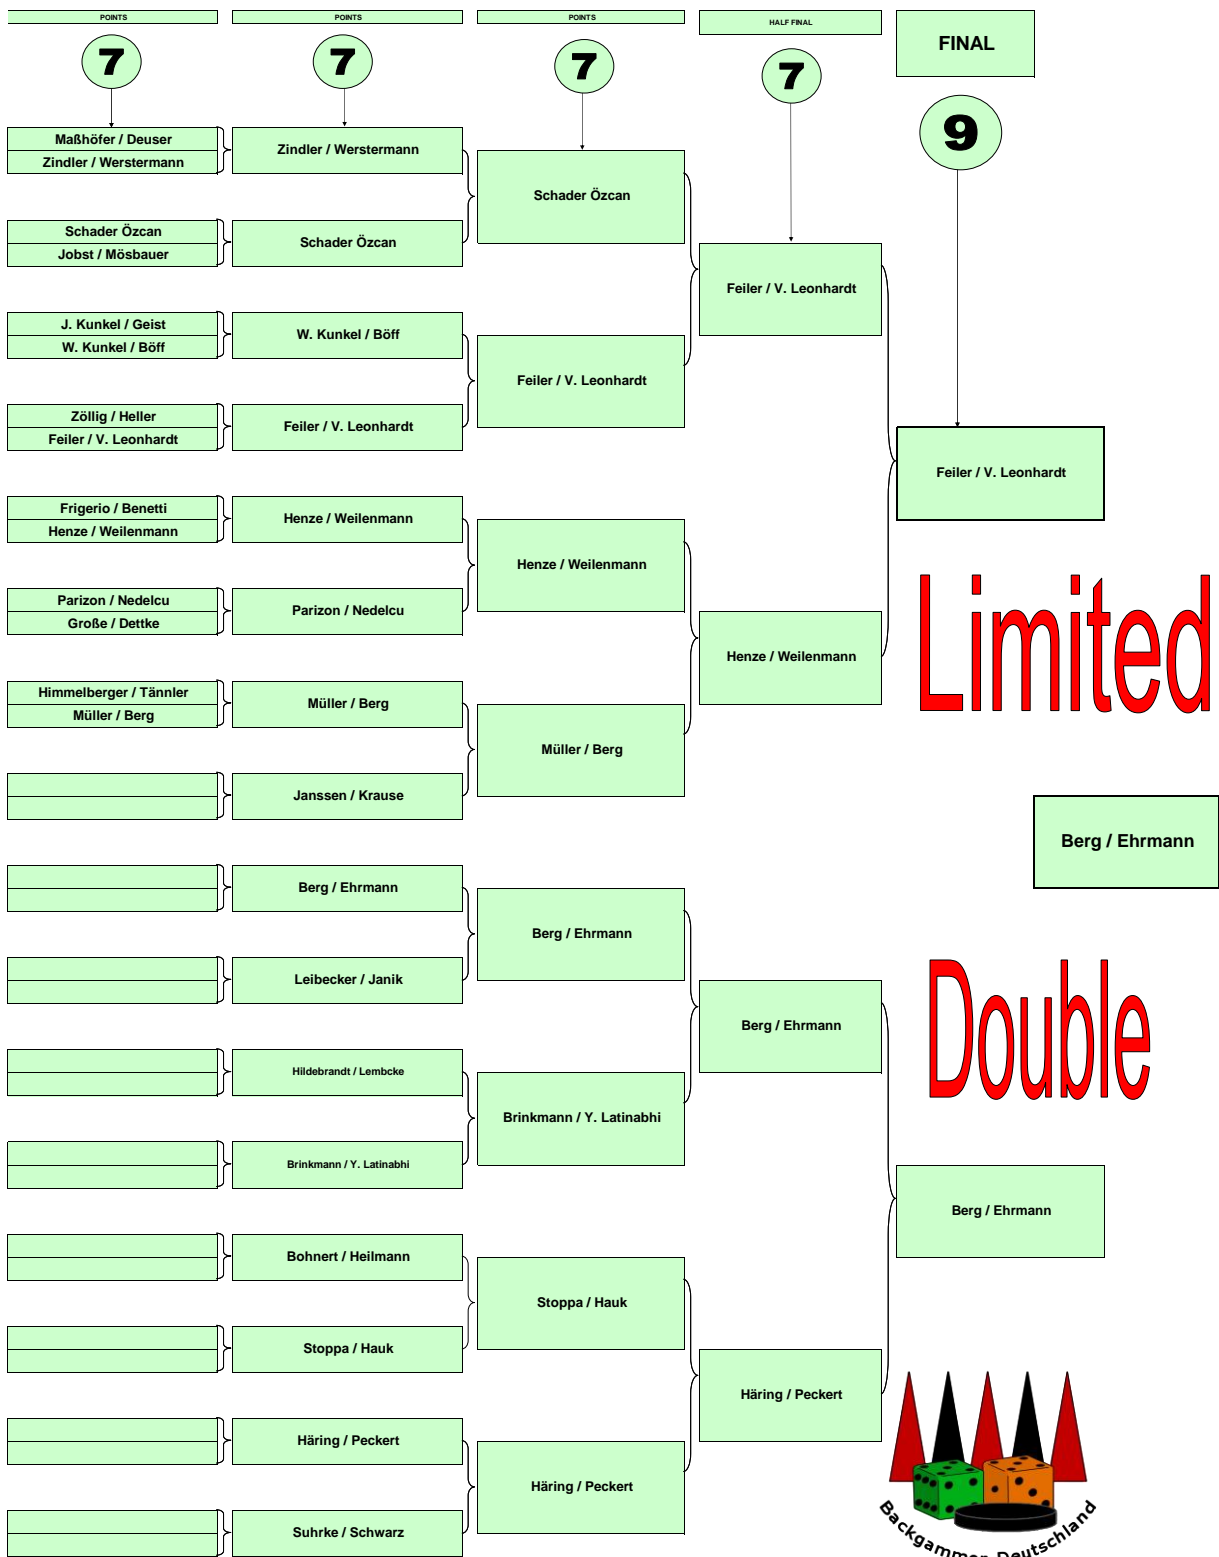 POINTS
POINTS
POINTS
HALF FINAL
FINAL
7
7
7
7
9
Maßhöfer / Deuser
Zindler / Werstermann
Schader Özcan
Jobst / Mösbauer
J. Kunkel / Geist
W. Kunkel / Böff
Zöllig / Heller
Feiler / V. Leonhardt
Frigerio / Benetti
Henze / Weilenmann
Parizon / Nedelcu
Große / Dettke
Himmelberger / Tännler
Müller / Berg
Zindler / Werstermann
Schader Özcan
W. Kunkel / Böff
Feiler / V. Leonhardt
Henze / Weilenmann
Parizon / Nedelcu
Müller / Berg
Janssen / Krause
Berg / Ehrmann
Leibecker / Janik
Hildebrandt / Lembcke
Brinkmann / Y. Latinabhi
Bohnert / Heilmann
Stoppa / Hauk
Häring / Peckert
Suhrke / Schwarz
Schader Özcan
Feiler / V. Leonhardt
Henze / Weilenmann
Müller / Berg
Berg / Ehrmann
Brinkmann / Y. Latinabhi
Stoppa / Hauk
Häring / Peckert
Feiler / V. Leonhardt
Henze / Weilenmann
Berg / Ehrmann
Häring / Peckert
Feiler / V. Leonhardt
Limited
Berg / Ehrmann
Double
Berg / Ehrmann
Backgammon Deutschland